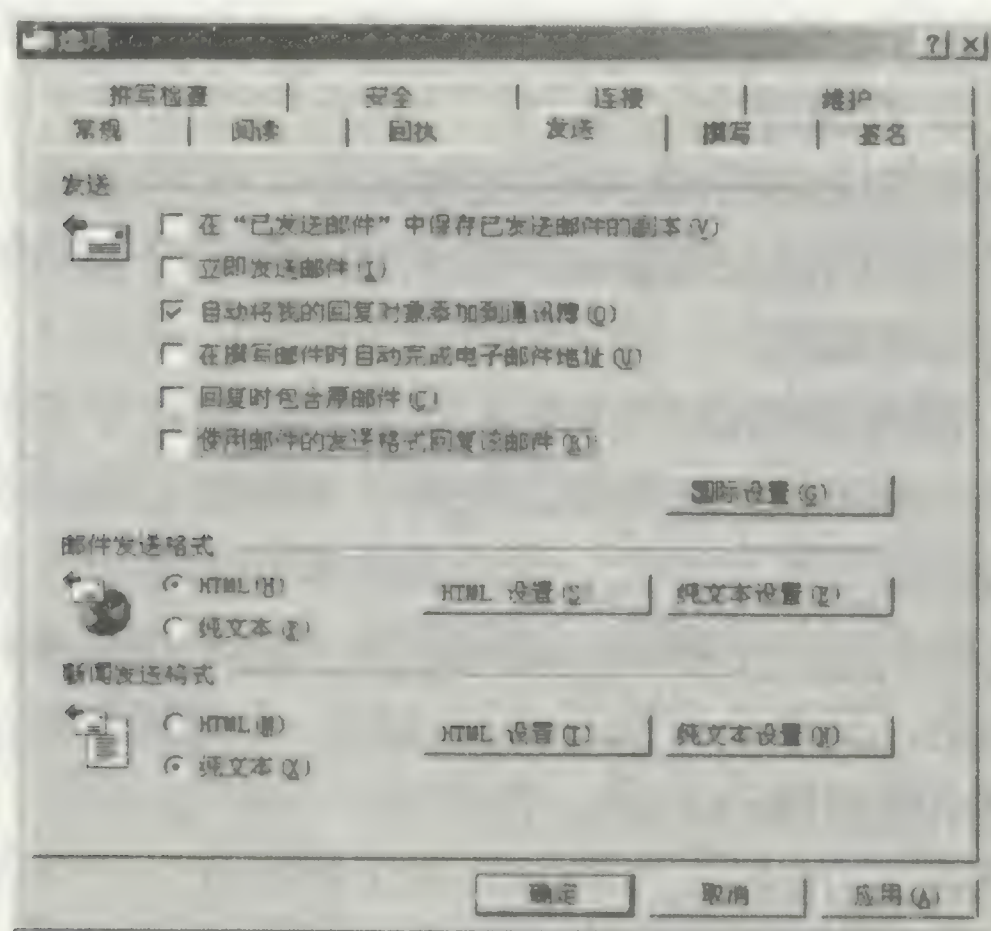 选项
拼写检查 安全 连接 维护
常规 阅读 回执 发送 撰写 签名
发送
在“已发送邮件”中保存已发送邮件的副本(V)
立即发送邮件(I)
自动将我的回复对象添加到通讯簿(O)
在撰写邮件时自动完成电子邮件地址(U)
回复时包含原邮件(C)
使用邮件的发送格式回复该邮件(R)
国际设置(G)
邮件发送格式
HTML(H) HTML 设置(S) 纯文本设置(E)
纯文本(P)
新闻发送格式
HTML(M) HTML 设置(T) 纯文本设置(N)
纯文本(X)
确定 取消 应用(A)